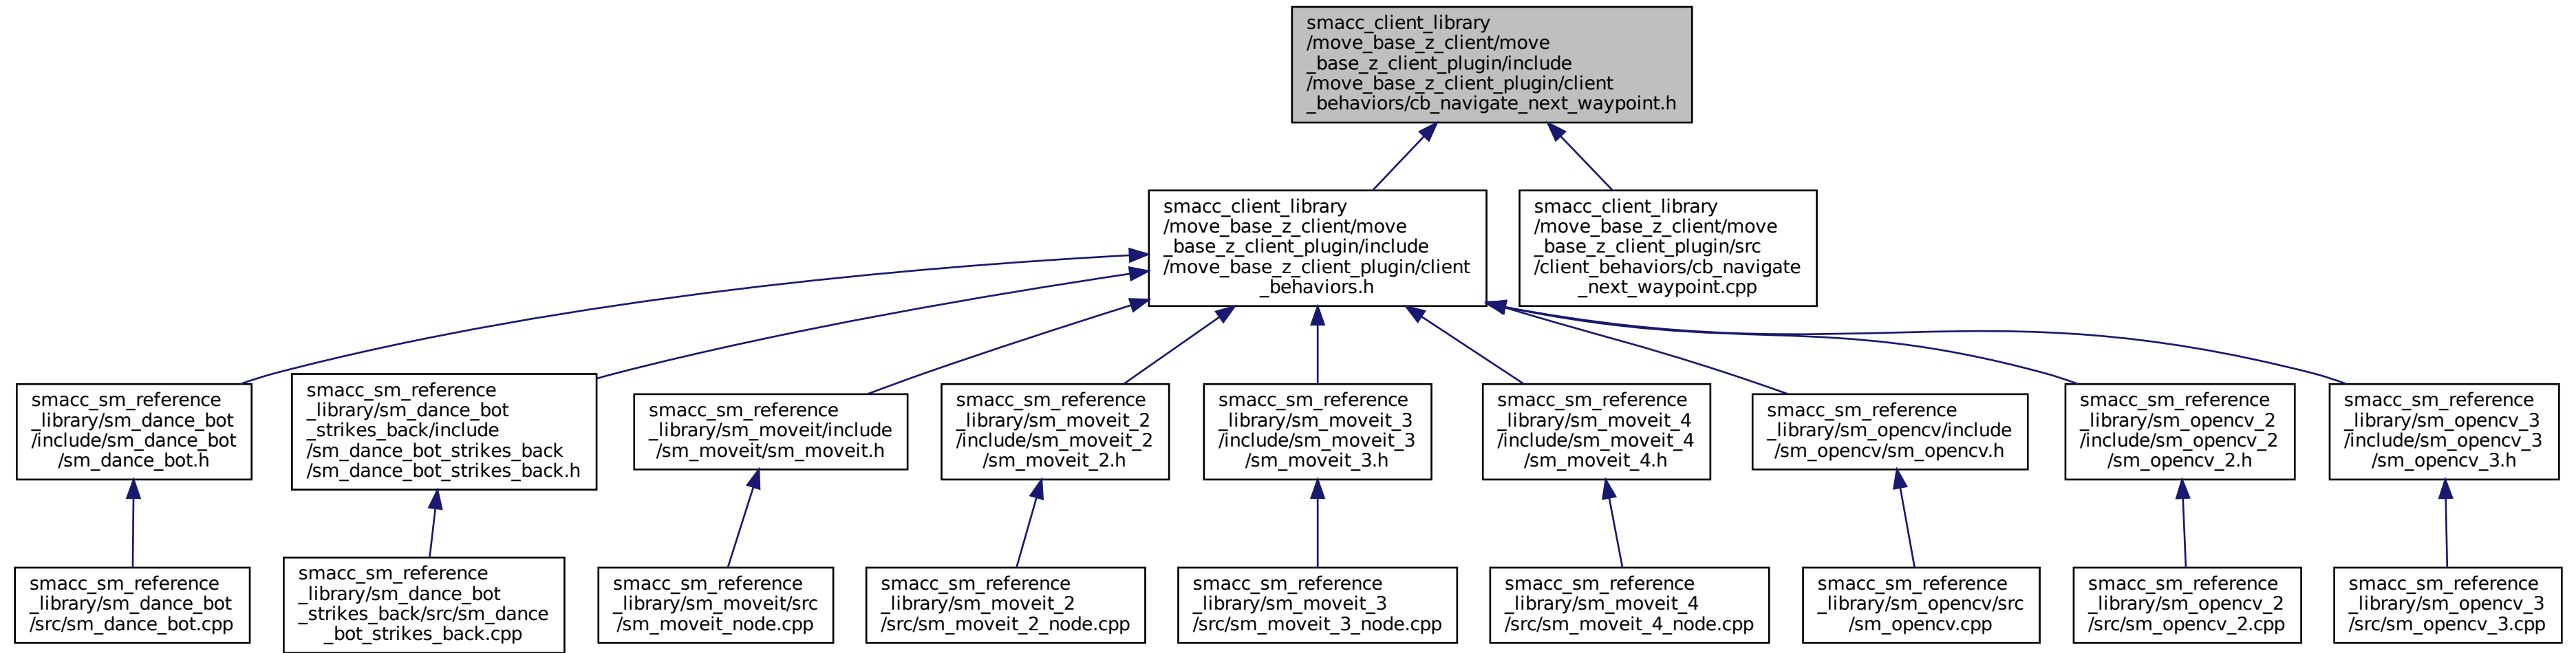 smacc_client_library
/move_base_z_client/move
_base_z_client_plugin/include
/move_base_z_client_plugin/client
_behaviors/cb_navigate_next_waypoint.h
smacc_client_library
/move_base_z_client/move
_base_z_client_plugin/include
/move_base_z_client_plugin/client
_behaviors.h
smacc_client_library
/move_base_z_client/move
_base_z_client_plugin/src
/client_behaviors/cb_navigate
_next_waypoint.cpp
smacc_sm_reference
_library/sm_dance_bot
/include/sm_dance_bot
/sm_dance_bot.h
smacc_sm_reference
_library/sm_dance_bot
_strikes_back/include
/sm_dance_bot_strikes_back
/sm_dance_bot_strikes_back.h
smacc_sm_reference
_library/sm_moveit/include
/sm_moveit/sm_moveit.h
smacc_sm_reference
_library/sm_moveit_2
/include/sm_moveit_2
/sm_moveit_2.h
smacc_sm_reference
_library/sm_moveit_3
/include/sm_moveit_3
/sm_moveit_3.h
smacc_sm_reference
_library/sm_moveit_4
/include/sm_moveit_4
/sm_moveit_4.h
smacc_sm_reference
_library/sm_opencv/include
/sm_opencv/sm_opencv.h
smacc_sm_reference
_library/sm_opencv_2
/include/sm_opencv_2
/sm_opencv_2.h
smacc_sm_reference
_library/sm_opencv_3
/include/sm_opencv_3
/sm_opencv_3.h
smacc_sm_reference
_library/sm_dance_bot
/src/sm_dance_bot.cpp
smacc_sm_reference
_library/sm_dance_bot
_strikes_back/src/sm_dance
_bot_strikes_back.cpp
smacc_sm_reference
_library/sm_moveit/src
/sm_moveit_node.cpp
smacc_sm_reference
_library/sm_moveit_2
/src/sm_moveit_2_node.cpp
smacc_sm_reference
_library/sm_moveit_3
/src/sm_moveit_3_node.cpp
smacc_sm_reference
_library/sm_moveit_4
/src/sm_moveit_4_node.cpp
smacc_sm_reference
_library/sm_opencv/src
/sm_opencv.cpp
smacc_sm_reference
_library/sm_opencv_2
/src/sm_opencv_2.cpp
smacc_sm_reference
_library/sm_opencv_3
/src/sm_opencv_3.cpp